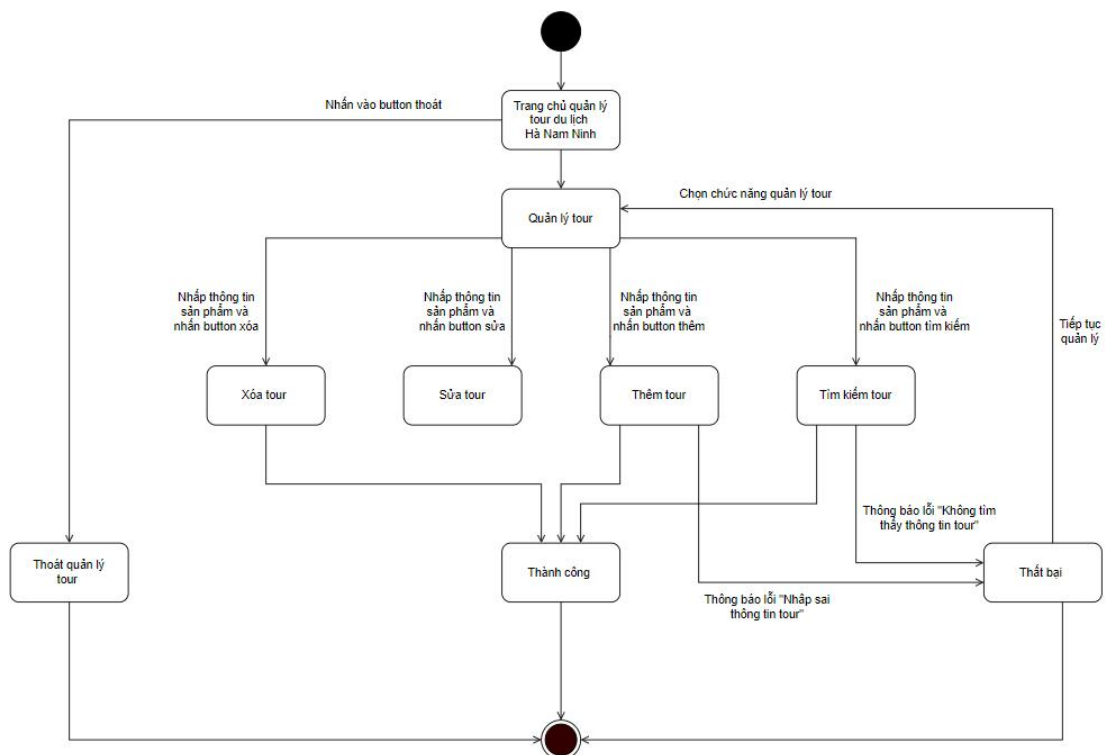 Nhấn vào button thoát
Trang chủ quản lý
tour du lịch
Hà Nam Ninh
Chọn chức năng quản lý tour
Quản lý tour
Nhấp thông tin
sản phẩm và
nhấn button xóa
Nhấp thông tin
sản phẩm và
nhấn button sửa
Nhấp thông tin
sản phẩm và
nhấn button thêm
Nhấp thông tin
sản phẩm và
nhấn button tìm kiếm
Tiếp tục
quản lý
Xóa tour
Sửa tour
Thêm tour
Tìm kiếm tour
Thông báo lỗi "Không tìm
thấy thông tin tour"
Thoát quản lý
tour
Thành công
Thất bại
Thông báo lỗi "Nhập sai
thông tin tour"